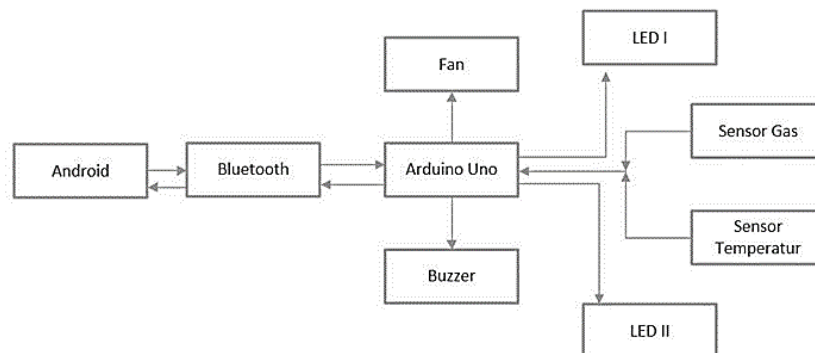 LED I
Fan
Sensor Gas
Android
Bluetooth
Arduino Uno
Sensor
Temperatur
Buzzer
LED II